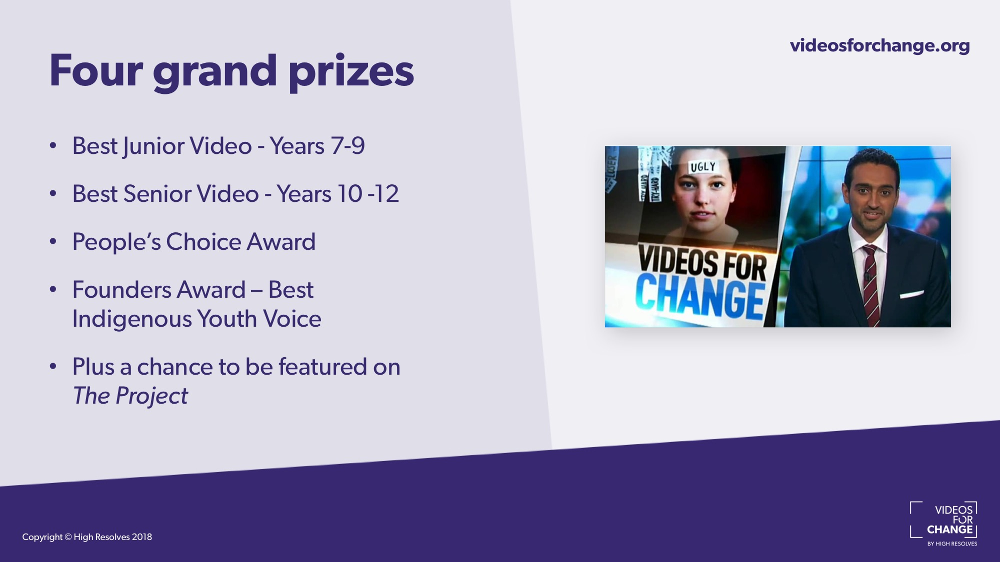 videosforchange.org
Four grand prizes
• Best Junior Video - Years 7-9
• Best Senior Video - Years 10 -12
• People’s Choice Award
• Founders Award – Best
Indigenous Youth Voice
• Plus a chance to be featured on
The Project
LOSER
TRY HARD
TRY-HARD
UGLY
VIDEOS FOR
CHANGE
Copyright © High Resolves 2018
VIDEOS
FOR
CHANGE
BY HIGH RESOLVES